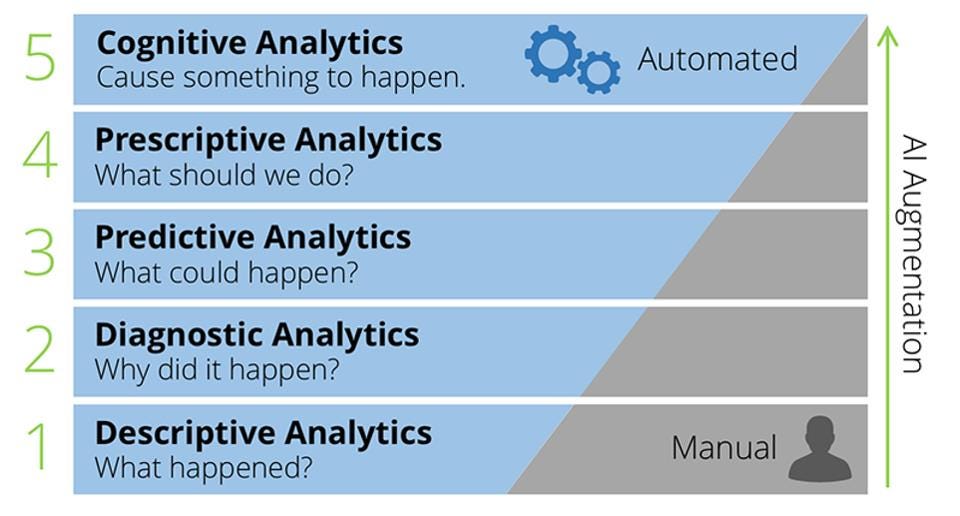 5
Cognitive Analytics
Cause something to happen.
Automated
4
Prescriptive Analytics
What should we do?
3
Predictive Analytics
What could happen?
2
Diagnostic Analytics
Why did it happen?
1
Descriptive Analytics
What happened?
Manual
AI Augmentation